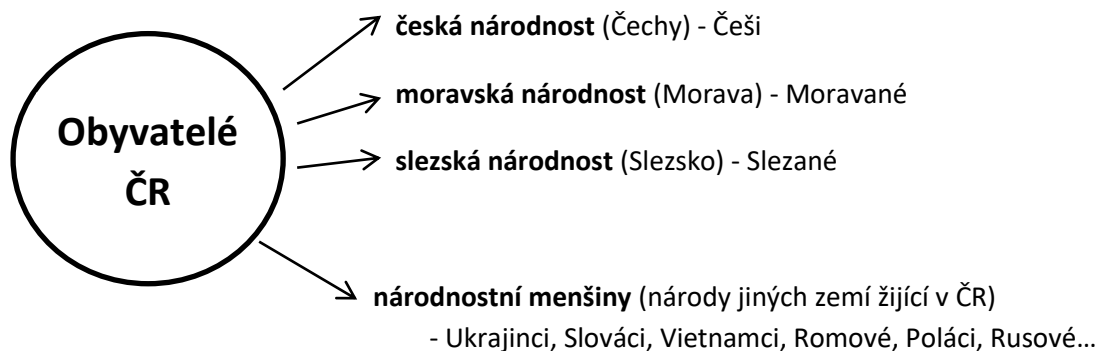 Obyvatelé
ČR
česká národnost (Čechy) - Češi
moravská národnost (Morava) - Moravané
slezská národnost (Slezsko) - Slezané
národnostní menšiny (národy jiných zemí žijící v ČR)
- Ukrajinci, Slováci, Vietnamci, Romové, Poláci, Rusové…